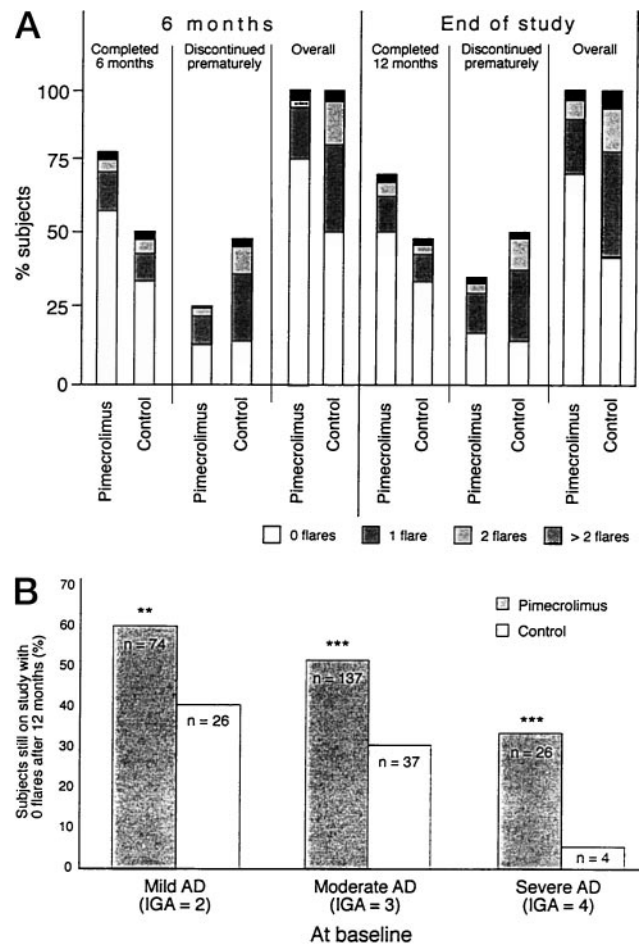 A
6 months
End of study
Completed
6 months
Discontinued
prematurely
Overall
Completed
12 months
Discontinued
prematurely
Overall
% subjects
100
75
50
25
0
Pimecrolimus
Control
Pimecrolimus
Control
Pimecrolimus
Control
Pimecrolimus
Control
Pimecrolimus
Control
Pimecrolimus
Control
0 flares
1 flare
2 flares
> 2 flares
B
Subjects still on study with
0 flares after 12 months (%)
70
60
50
40
30
20
10
0
Pimecrolimus
Control
**
n = 74
n = 26
***
n = 137
n = 37
***
n = 26
n = 4
Mild AD
(IGA = 2)
Moderate AD
(IGA = 3)
Severe AD
(IGA = 4)
At baseline